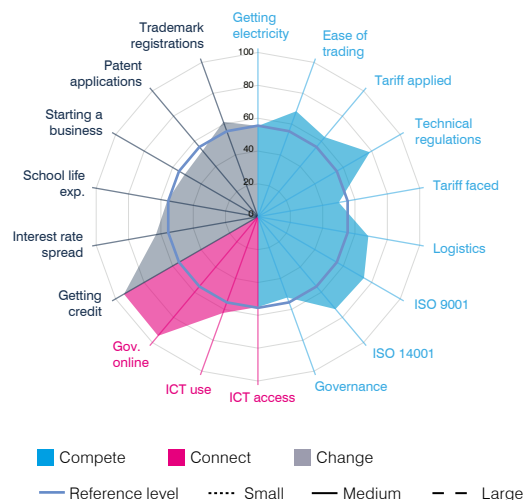 Getting
electricity
Ease of
trading
Tariff applied
Technical
regulations
Tariff faced
Logistics
ISO 9001
ISO 14001
Governance
ICT access
ICT use
Gov.
online
Getting
credit
Interest rate
spread
School life
exp.
Starting a
business
Patent
applications
Trademark
registrations
100
80
60
40
20
0
Compete
Connect
Change
Reference level
Small
Medium
Large